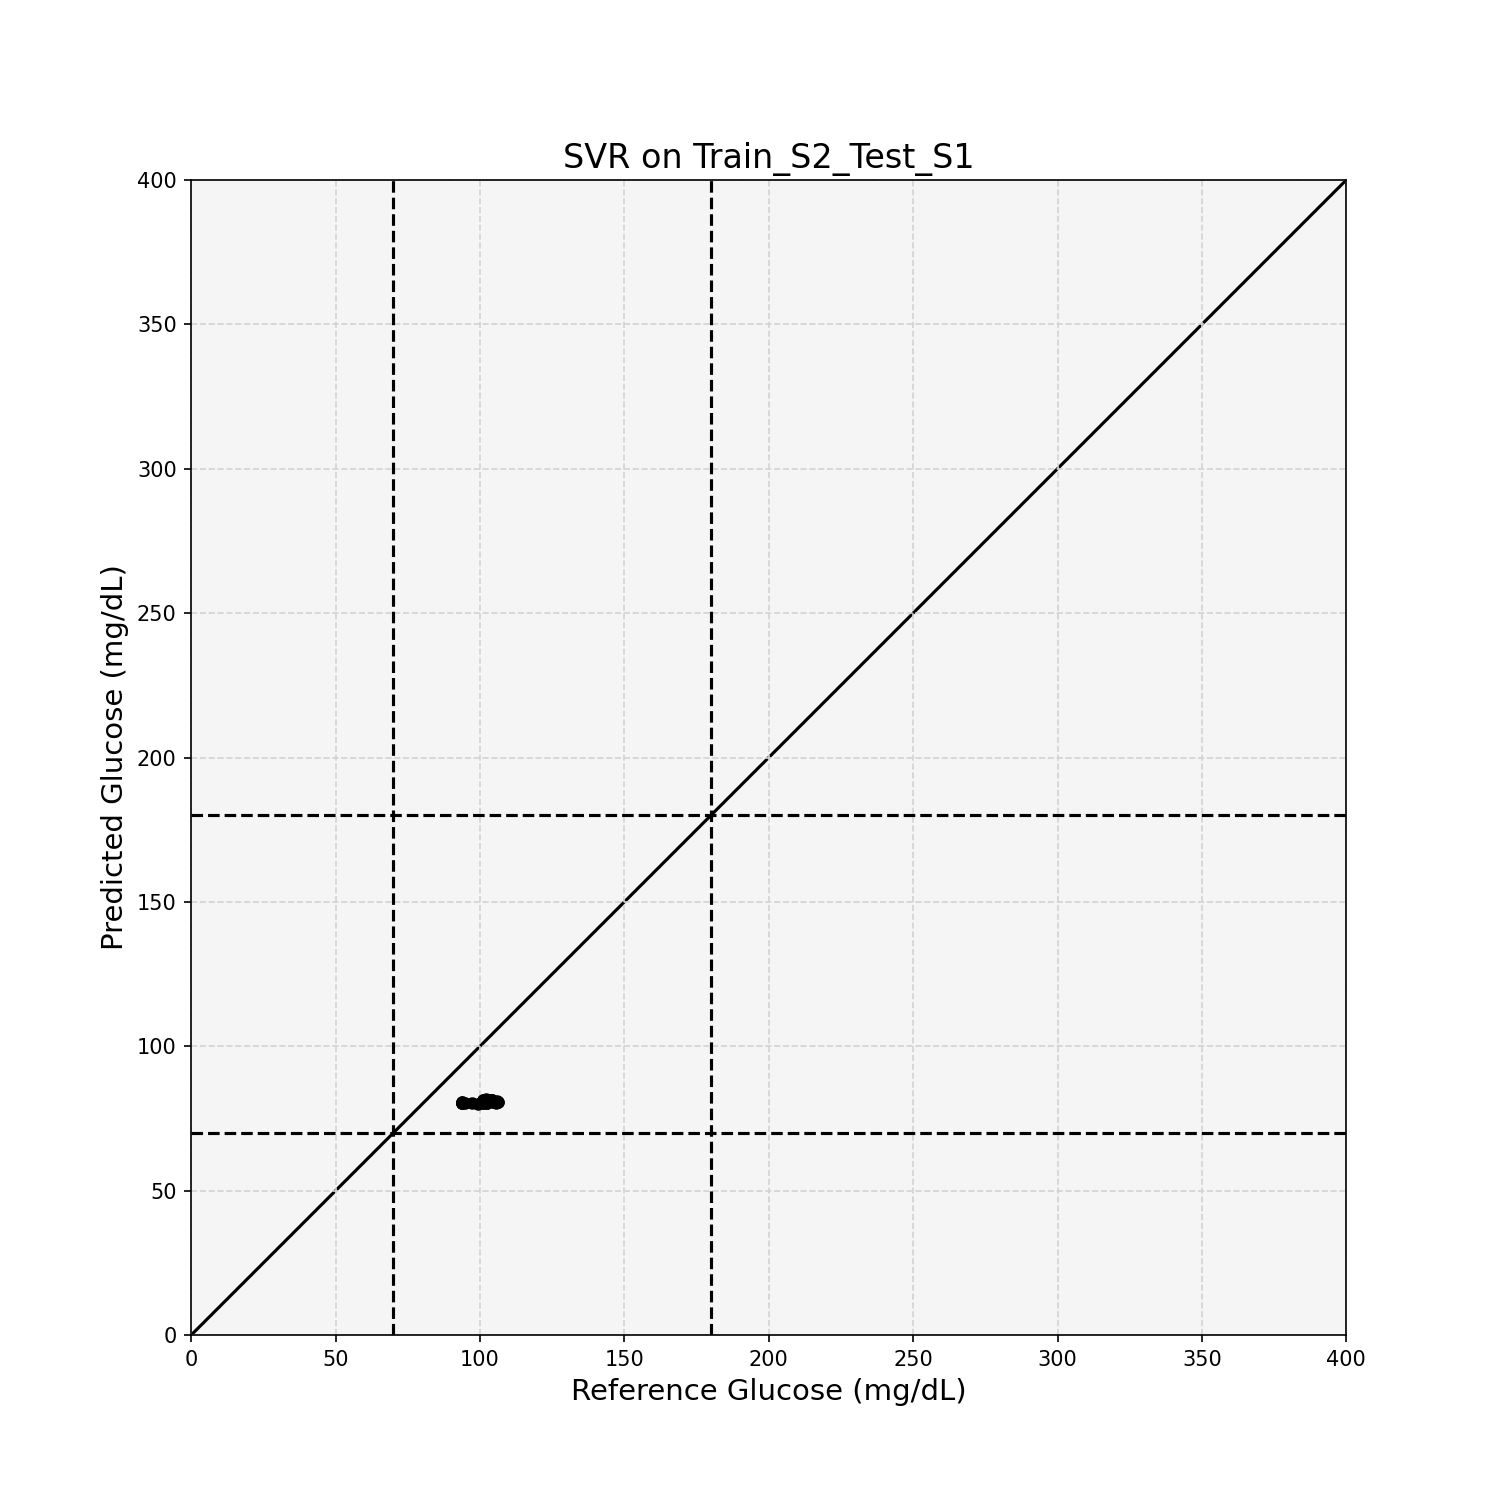 SVR on Train_S2_Test_S1
400
350
300
250
200
150
100
50
0
Predicted Glucose (mg/dL)
0 50 100 150 200 250 300 350 400
Reference Glucose (mg/dL)